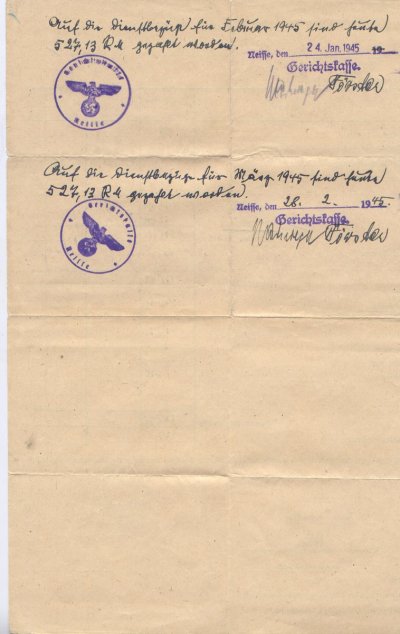 Auf die Dienstbezüge für Februar 1945 sind heute
527,13 RM gezahlt worden.
Neisse, den 24. Jan. 1945 19
Gerichtskasse
Förster
Gerichtskasse
Neisse
Auf die Dienstbezüge für März 1945 sind heute
527,13 RM gezahlt worden.
Neisse, den 28. 2. 1945.
Gerichtskasse
Förster
Gerichtskasse
Neisse